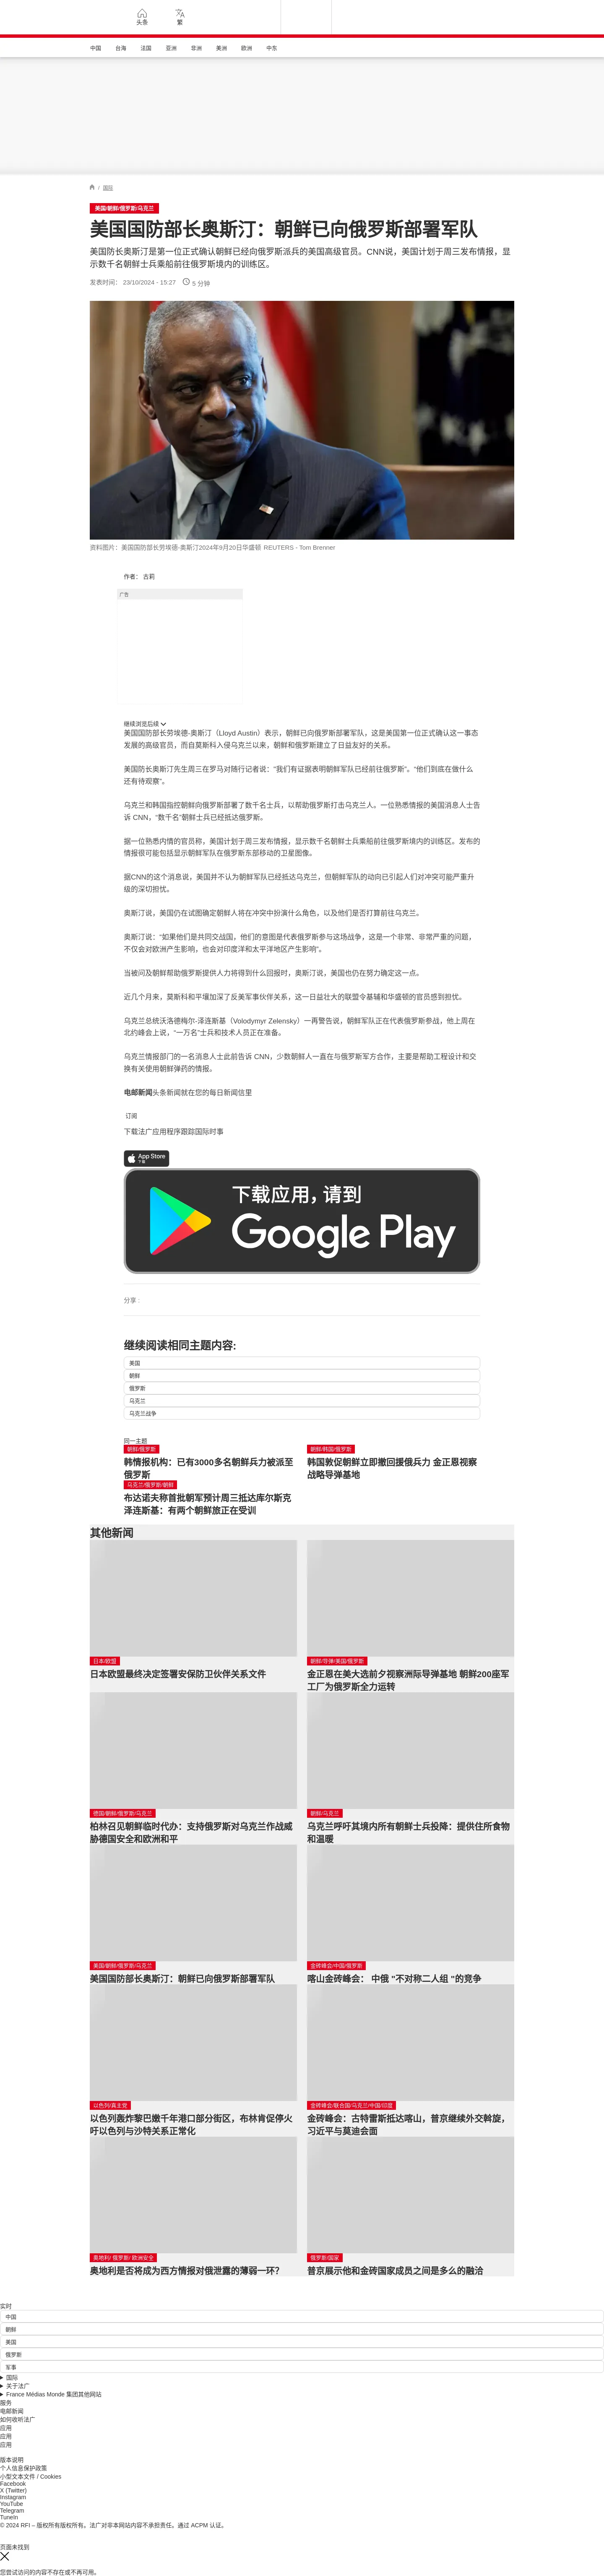 头条
繁
中国 台海 法国 亚洲 非洲 美洲 欧洲 中东
/ 国际
美国/朝鲜/俄罗斯/乌克兰
美国国防部长奥斯汀：朝鲜已向俄罗斯部署军队
美国防长奥斯汀是第一位正式确认朝鲜已经向俄罗斯派兵的美国高级官员。CNN说，美国计划于周三发布情报，显
示数千名朝鲜士兵乘船前往俄罗斯境内的训练区。
发表时间： 23/10/2024 - 15:27 5 分钟
资料图片：美国国防部长劳埃德-奥斯汀2024年9月20日华盛顿 REUTERS - Tom Brenner
作者： 古莉
广告
继续浏览后续
美国国防部长劳埃德-奥斯汀（Lloyd Austin）表示，朝鲜已向俄罗斯部署军队，这是美国第一位正式确认这一事态
发展的高级官员，而自莫斯科入侵乌克兰以来，朝鲜和俄罗斯建立了日益友好的关系。
美国防长奥斯汀先生周三在罗马对随行记者说：“我们有证据表明朝鲜军队已经前往俄罗斯”。“他们到底在做什么
还有待观察”。
乌克兰和韩国指控朝鲜向俄罗斯部署了数千名士兵，以帮助俄罗斯打击乌克兰人。一位熟悉情报的美国消息人士告
诉 CNN，“数千名”朝鲜士兵已经抵达俄罗斯。
据一位熟悉内情的官员称，美国计划于周三发布情报，显示数千名朝鲜士兵乘船前往俄罗斯境内的训练区。发布的
情报很可能包括显示朝鲜军队在俄罗斯东部移动的卫星图像。
据CNN的这个消息说，美国并不认为朝鲜军队已经抵达乌克兰，但朝鲜军队的动向已引起人们对冲突可能严重升
级的深切担忧。
奥斯汀说，美国仍在试图确定朝鲜人将在冲突中扮演什么角色，以及他们是否打算前往乌克兰。
奥斯汀说：“如果他们是共同交战国，他们的意图是代表俄罗斯参与这场战争，这是一个非常、非常严重的问题，
不仅会对欧洲产生影响，也会对印度洋和太平洋地区产生影响”。
当被问及朝鲜帮助俄罗斯提供人力将得到什么回报时，奥斯汀说，美国也仍在努力确定这一点。
近几个月来，莫斯科和平壤加深了反美军事伙伴关系，这一日益壮大的联盟令基辅和华盛顿的官员感到担忧。
乌克兰总统沃洛德梅尔-泽连斯基（Volodymyr Zelensky）一再警告说，朝鲜军队正在代表俄罗斯参战，他上周在
北约峰会上说，“一万名”士兵和技术人员正在准备。
乌克兰情报部门的一名消息人士此前告诉 CNN，少数朝鲜人一直在与俄罗斯军方合作，主要是帮助工程设计和交
换有关使用朝鲜弹药的情报。
电邮新闻头条新闻就在您的每日新闻信里
订阅
下载法广应用程序跟踪国际时事
App Store
下载
下载应用，请到
Google Play
分享 :
继续阅读相同主题内容:
美国
朝鲜
俄罗斯
乌克兰
乌克兰战争
同一主题
朝鲜/俄罗斯
韩情报机构：已有3000多名朝鲜兵力被派至
俄罗斯
朝鲜/韩国/俄罗斯
韩国敦促朝鲜立即撤回援俄兵力 金正恩视察
战略导弹基地
乌克兰/俄罗斯/朝鲜
布达诺夫称首批朝军预计周三抵达库尔斯克
泽连斯基：有两个朝鲜旅正在受训
其他新闻
日本/欧盟
日本欧盟最终决定签署安保防卫伙伴关系文件
朝鲜/导弹/美国/俄罗斯
金正恩在美大选前夕视察洲际导弹基地 朝鲜200座军
工厂为俄罗斯全力运转
德国/朝鲜/俄罗斯/乌克兰
柏林召见朝鲜临时代办：支持俄罗斯对乌克兰作战威
胁德国安全和欧洲和平
朝鲜/乌克兰
乌克兰呼吁其境内所有朝鲜士兵投降：提供住所食物
和温暖
美国/朝鲜/俄罗斯/乌克兰
美国国防部长奥斯汀：朝鲜已向俄罗斯部署军队
金砖峰会/中国/俄罗斯
喀山金砖峰会： 中俄 "不对称二人组 "的竞争
以色列/真主党
以色列轰炸黎巴嫩千年港口部分街区，布林肯促停火
吁以色列与沙特关系正常化
金砖峰会/联合国/乌克兰/中国/印度
金砖峰会：古特雷斯抵达喀山，普京继续外交斡旋，
习近平与莫迪会面
奥地利/ 俄罗斯/ 欧洲安全
奥地利是否将成为西方情报对俄泄露的薄弱一环？
俄罗斯/国家
普京展示他和金砖国家成员之间是多么的融洽
实时
中国
朝鲜
美国
俄罗斯
军事
国际
关于法广
France Médias Monde 集团其他网站
服务
电邮新闻
如何收听法广
应用
应用
应用
版本说明
个人信息保护政策
小型文本文件 / Cookies
Facebook
X (Twitter)
Instagram
YouTube
Telegram
TuneIn
© 2024 RFI – 版权所有版权所有。法广对非本网站内容不承担责任。通过 ACPM 认证。
页面未找到
您尝试访问的内容不存在或不再可用。